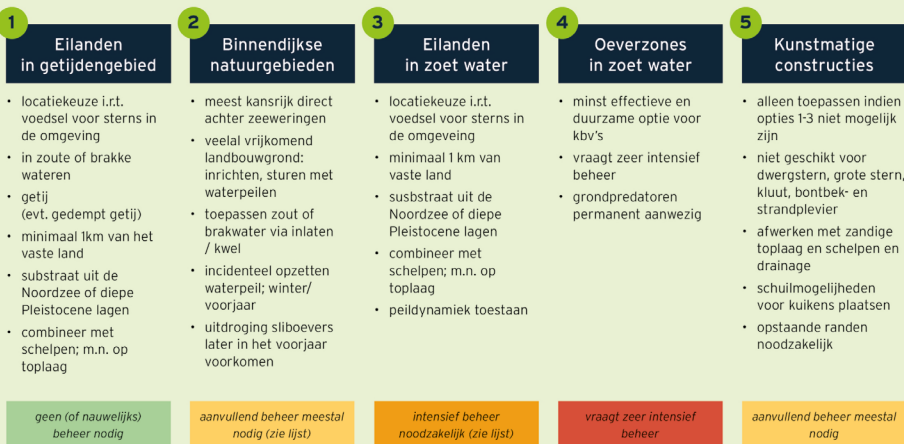 1
Eilanden
in getijdengebied
• locatiekeuze i.r.t.
voedsel voor sterns in
de omgeving
• in zoute of brakke
wateren
• getij
(evt. gedempt getij)
• minimaal 1km van het
vaste land
• substraat uit de
Noordzee of diepe
Pleistocene lagen
• combineer met
schelpen; m.n. op
toplaag
geen (of nauwelijks)
beheer nodig
2
Binnendijkse
natuurgebieden
• meest kansrijk direct
achter zeeweringen
• veelal vrijkomend
landbouwgrond:
inrichten, sturen met
waterpeilen
• toepassen zout of
brakwater via inlaten
/ kwel
• incidenteel opzetten
waterpeil; winter/
voorjaar
• uitdroging sliboevers
later in het voorjaar
voorkomen
aanvullend beheer meestal
nodig (zie lijst)
3
Eilanden
in zoet water
• locatiekeuze i.r.t.
voedsel voor sterns in
de omgeveing
• minimaal 1 km van
vaste land
• susbstraat uit de
Noordzee of diepe
Pleistocene lagen
• combineer met
schelpen; m.n. op
toplaag
• peildynamiek toestaan
intensief beheer
noodzakelijk (zie lijst)
4
Oeverzones
in zoet water
• minst effectieve en
duurzame optie voor
kbv's
• vraagt zeer intensief
beheer
• grondpredatoren
permanent aanwezig
vraagt zeer intensief
beheer
5
Kunstmatige
constructies
• alleen toepassen indien
opties 1-3 niet mogelijk
zijn
• niet geschikt voor
dwergstern, grote stern,
kluut, bontbek- en
strandplevier
• afwerken met zandige
toplaag en schelpen en
drainage
• schuilmogelijheden
voor kuikens plaatsen
• opstaande randen
noodzakelijk
aanvullend beheer meestal
nodig